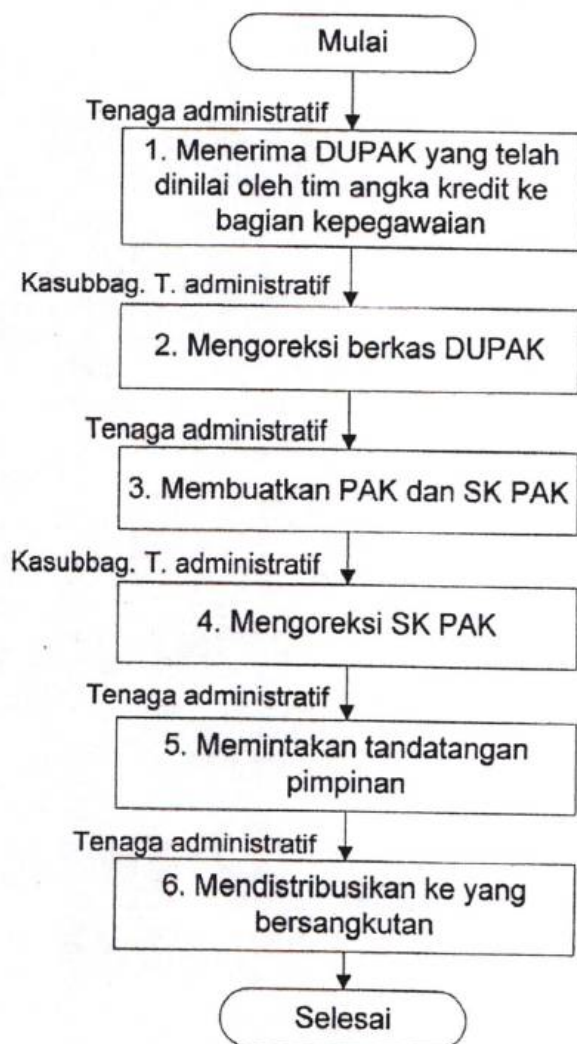 Mulai
Tenaga administratif
1. Menerima DUPAK yang telah
dinilai oleh tim angka kredit ke
bagian kepegawaian
Kasubbag. T. administratif
2. Mengoreksi berkas DUPAK
Tenaga administratif
3. Membuatkan PAK dan SK PAK
Kasubbag. T. administratif
4. Mengoreksi SK PAK
Tenaga administratif
5. Memintakan tandatangan
pimpinan
Tenaga administratif
6. Mendistribusikan ke yang
bersangkutan
Selesai